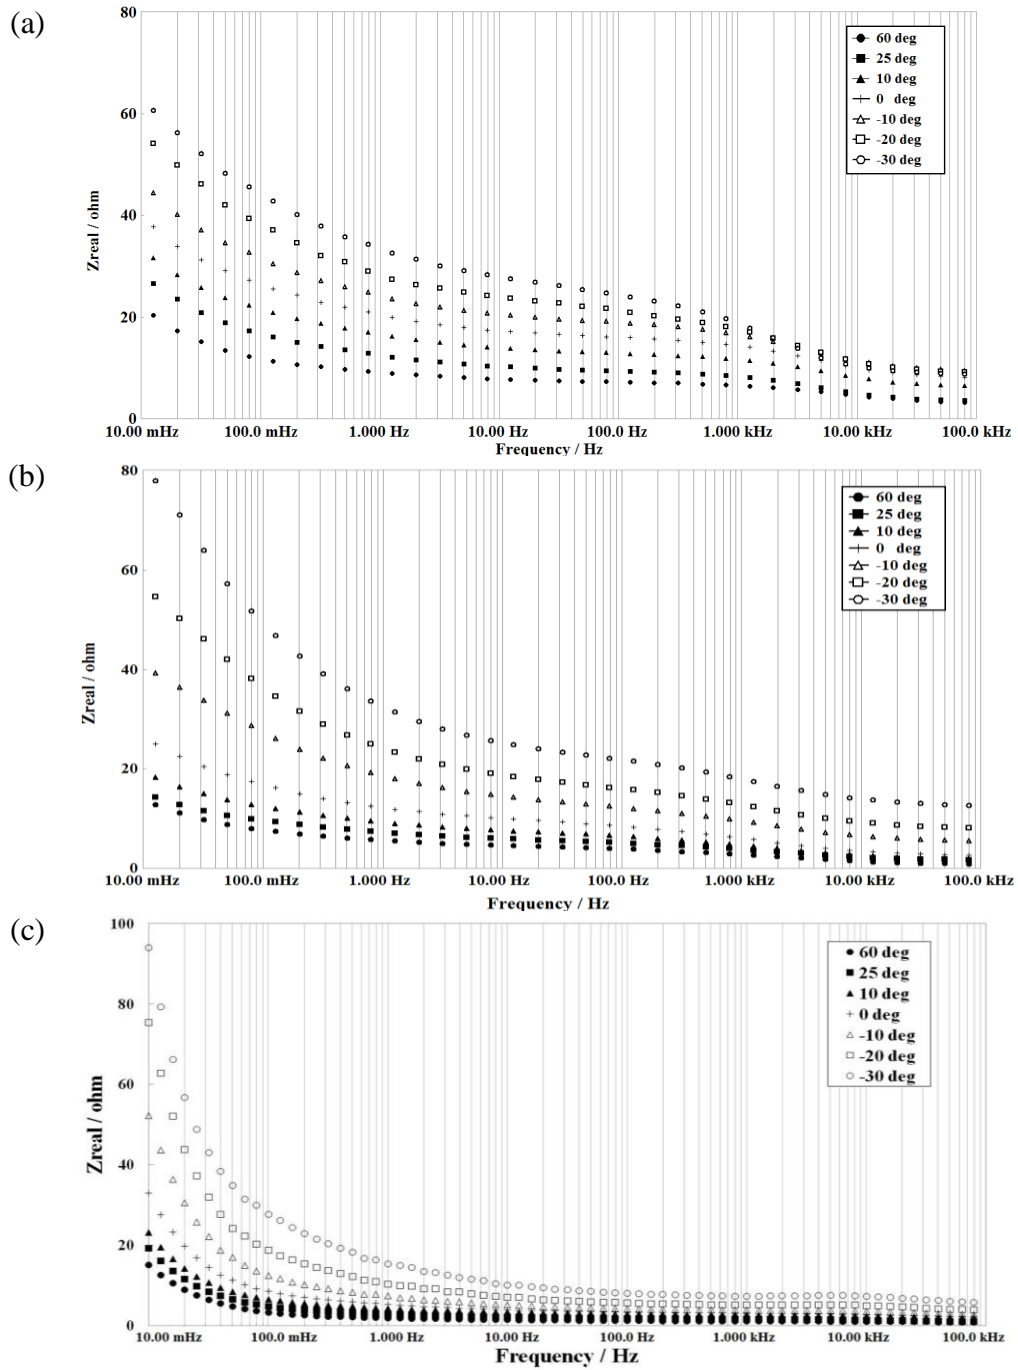 (a)
80
60
40
20
0
Zreal / ohm
60 deg
25 deg
10 deg
0 deg
-10 deg
-20 deg
-30 deg
10.00 mHz 100.0 mHz 1.000 Hz 10.00 Hz 100.0 Hz 1.000 kHz 10.00 kHz 100.0 kHz
Frequency / Hz
(b)
80
60
40
20
0
Zreal / ohm
60 deg
25 deg
10 deg
0 deg
-10 deg
-20 deg
-30 deg
10.00 mHz 100.0 mHz 1.000 Hz 10.00 Hz 100.0 Hz 1.000 kHz 10.00 kHz 100.0 kHz
Frequency / Hz
(c)
100
80
60
40
20
0
Zreal / ohm
60 deg
25 deg
10 deg
0 deg
-10 deg
-20 deg
-30 deg
10.00 mHz 100.0 mHz 1.000 Hz 10.00 Hz 100.0 Hz 1.000 kHz 10.00 kHz 100.0 kHz
Frequency / Hz